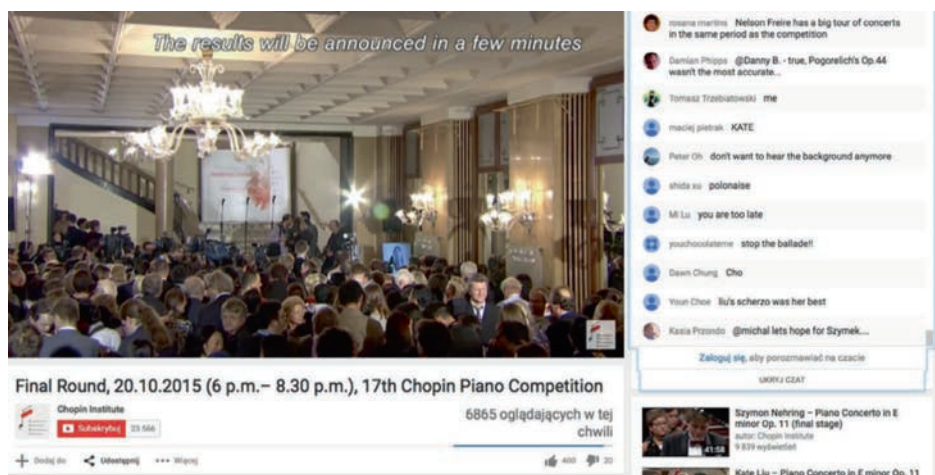 The results will be announced in a few minutes
Final Round, 20.10.2015 (6 p.m.– 8.30 p.m.), 17th Chopin Piano Competition
Chopin Institute
Subskrybuj 23 566
6865 oglądających w tej
chwili
Dodaj do Udostępnij Więcej
400 20
rosana martins Nelson Freire has a big tour of concerts
in the same period as the competition
Damian Phipps @Danny B. - true, Pogorelich's Op.44
wasn't the most accurate...
Tomasz Trzebiatowski me
maciej pietrak KATE
Peter Oh don't want to hear the background anymore
shida xu polonaise
Mi Lu you are too late
youchocolateme stop the ballade!!
Dawn Chung Cho
Youn Choe liu's scherzo was her best
Kasia Przondo @michal lets hope for Szymek....
Zaloguj się, aby porozmawiać na czacie
UKRYJ CZAT
41:58
Szymon Nehring – Piano Concerto in E
minor Op. 11 (final stage)
autor: Chopin Institute
9 839 wyświetleń
Kate Liu – Piano Concerto in E minor Op. 11